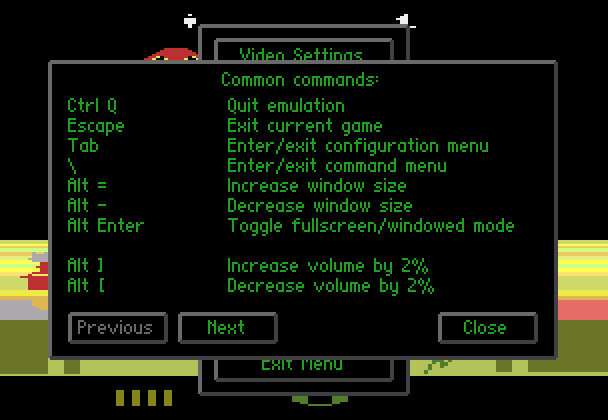 Video Settings
Common commands:
Ctrl Q Quit emulation
Escape Exit current game
Tab Enter/exit configuration menu
\ Enter/exit command menu
Alt = Increase window size
Alt - Decrease window size
Alt Enter Toggle fullscreen/windowed mode
Alt ] Increase volume by 2%
Alt [ Decrease volume by 2%
Previous Next Close
Exit Menu